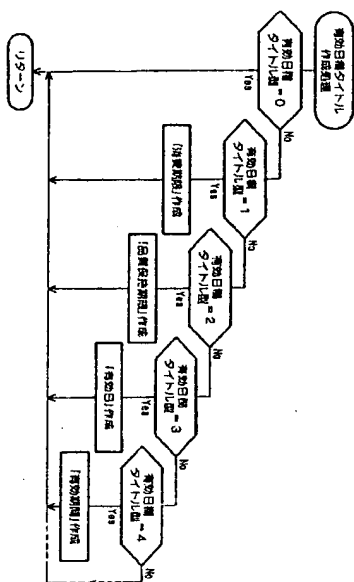 有効日種タイトル
作成処理
有効日種
タイトル型=0
Yes
No
リターン
有効日種
タイトル型=1
Yes
No
「消費期限」作成
有効日種
タイトル型=2
Yes
No
「品質保持期限」作成
有効日種
タイトル型=3
Yes
No
「有効日」作成
有効日種
タイトル型=4
Yes
No
「有効期間」作成